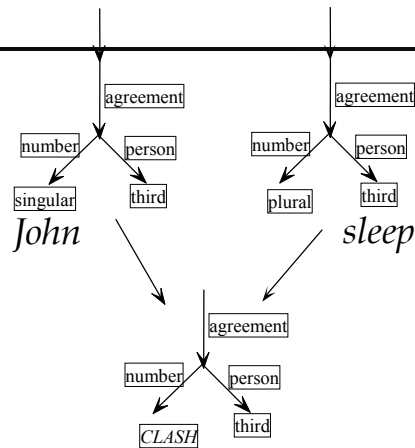 agreement agreement
number person number person
singular third plural third
John sleep
agreement
number person
CLASH third